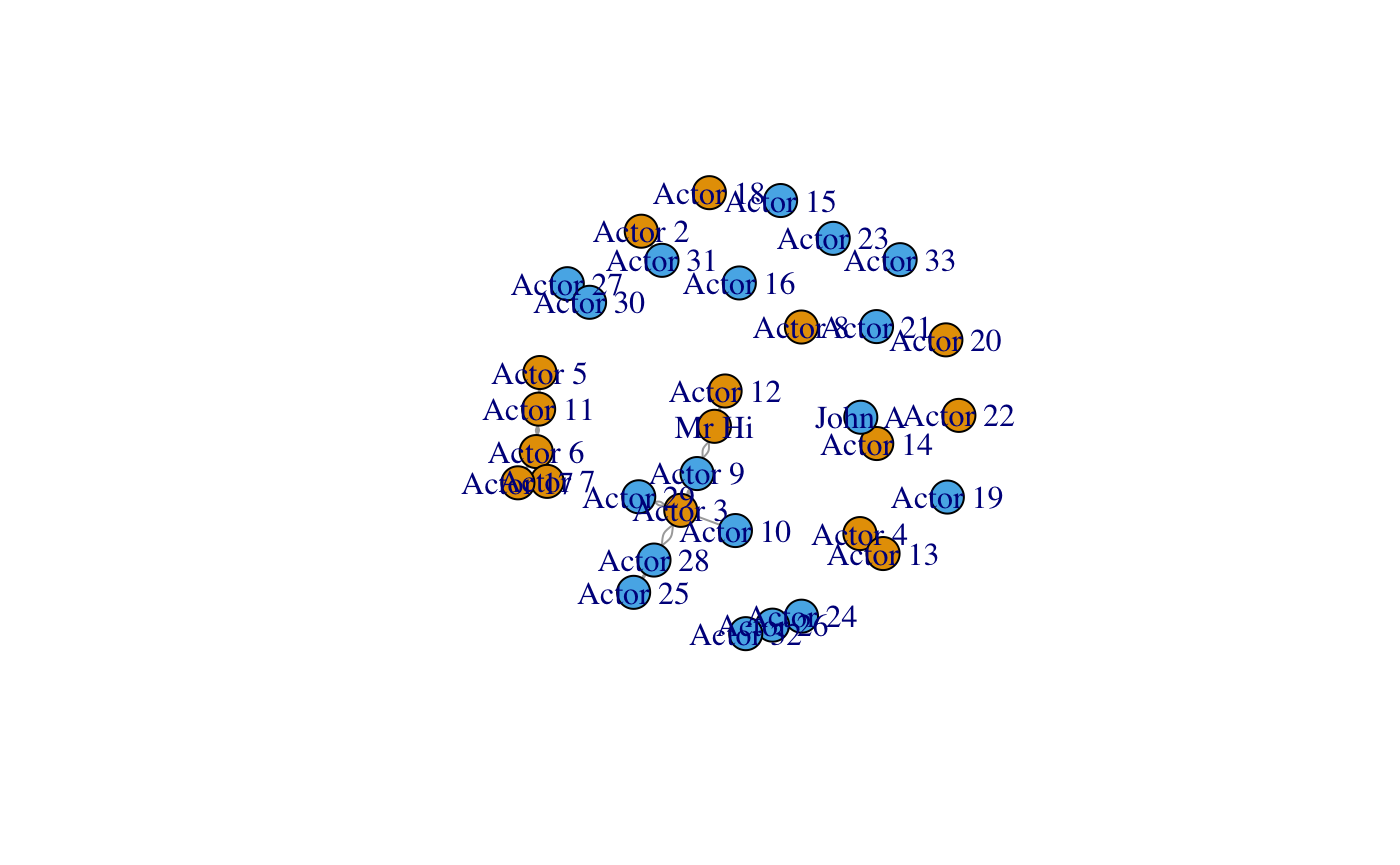 Actor 18
Actor 15
Actor 2
Actor 23
Actor 31
Actor 33
Actor 27
Actor 16
Actor 30
Actor 8
Actor 21
Actor 20
Actor 5
Actor 12
Actor 11
John A
Actor 22
Mr Hi
Actor 14
Actor 6
Actor 9
Actor 17
Actor 7
Actor 29
Actor 19
Actor 3
Actor 10
Actor 4
Actor 13
Actor 28
Actor 25
Actor 24
Actor 26
Actor 32